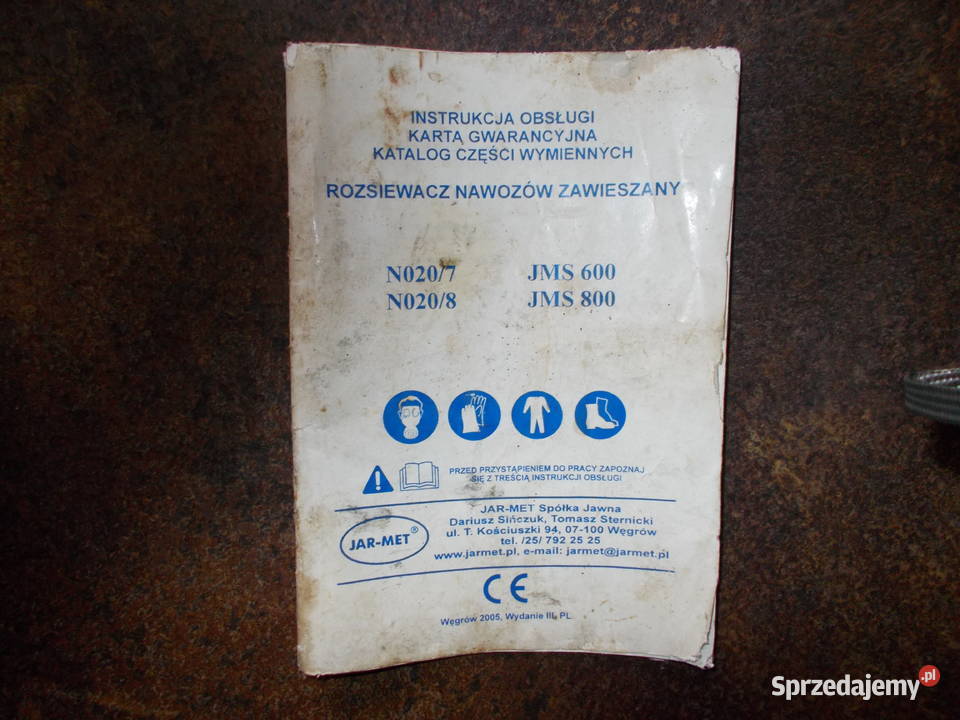 INSTRUKCJA OBSŁUGI
KARTA GWARANCYJNA
KATALOG CZĘŚCI WYMIENNYCH
ROZSIEWACZ NAWOZÓW ZAWIESZANY
N020/7 JMS 600
N020/8 JMS 800
PRZED PRZYSTĄPIENIEM DO PRACY ZAPOZNAJ
SIĘ Z TREŚCIĄ INSTRUKCJI OBSŁUGI
JAR-MET Spółka Jawna
Dariusz Sińczuk, Tomasz Sternicki
ul. T. Kościuszki 94, 07-100 Węgrów
tel. /25/ 792 25 25
www.jarmet.pl, e-mail: jarmet@jarmet.pl
JAR-MET ®
CE
Węgrów 2005, Wydanie III, PL
Sprzedajemy.pl